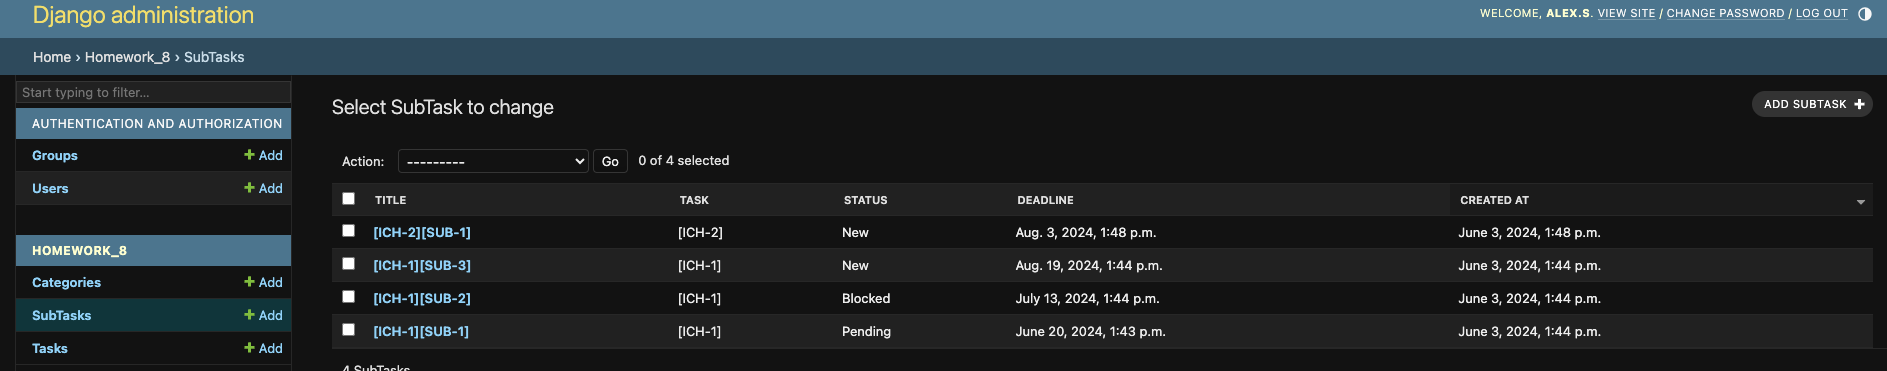 Django administration
WELCOME, ALEX.S. VIEW SITE / CHANGE PASSWORD / LOG OUT
Home › Homework_8 › SubTasks
Start typing to filter...
AUTHENTICATION AND AUTHORIZATION
Groups + Add
Users + Add
HOMEWORK_8
Categories + Add
SubTasks + Add
Tasks + Add
Select SubTask to change
ADD SUBTASK +
Action: --------- Go 0 of 4 selected
TITLE TASK STATUS DEADLINE CREATED AT
[ICH-2][SUB-1] [ICH-2] New Aug. 3, 2024, 1:48 p.m. June 3, 2024, 1:48 p.m.
[ICH-1][SUB-3] [ICH-1] New Aug. 19, 2024, 1:44 p.m. June 3, 2024, 1:44 p.m.
[ICH-1][SUB-2] [ICH-1] Blocked July 13, 2024, 1:44 p.m. June 3, 2024, 1:44 p.m.
[ICH-1][SUB-1] [ICH-1] Pending June 20, 2024, 1:43 p.m. June 3, 2024, 1:44 p.m.
4 SubTasks